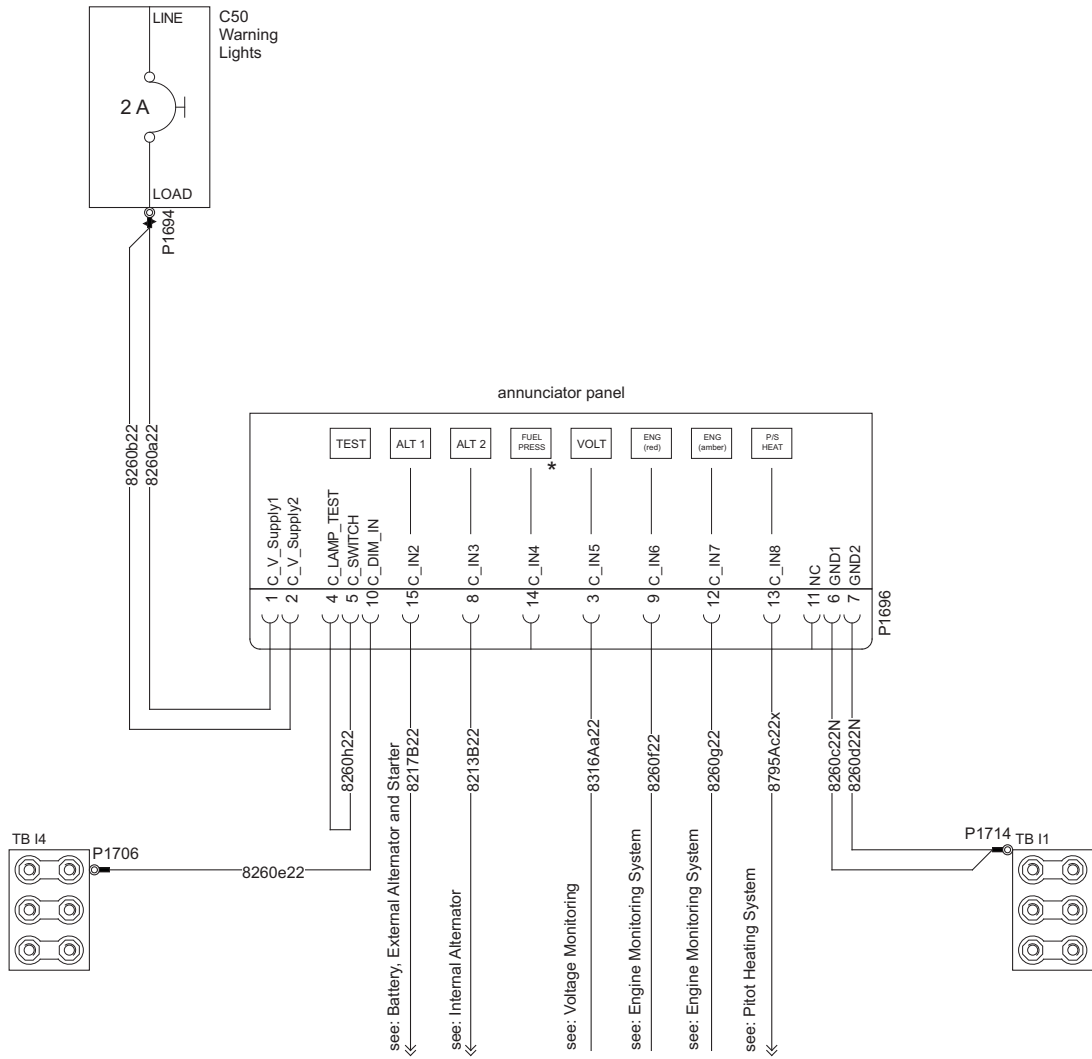 LINE
C50
Warning
Lights
2 A
LOAD
P1694
8260b22
8260a22
annunciator panel
TEST
ALT 1
ALT 2
FUEL
PRESS
*
VOLT
ENG
(red)
ENG
(amber)
P/S
HEAT
C_V_Supply1
C_V_Supply2
C_LAMP_TEST
C_SWITCH
C_DIM_IN
C_IN2
C_IN3
C_IN4
C_IN5
C_IN6
C_IN7
C_IN8
NC
GND1
GND2
1
2
4
5
10
15
8
14
3
9
12
13
11
6
7
P1696
8260h22
8217B22
8213B22
8316Aa22
8260f22
8260g22
8795Ac22x
8260c22N
8260d22N
TB I4
P1706
8260e22
see: Battery, External Alternator and Starter
see: Internal Alternator
see: Voltage Monitoring
see: Engine Monitoring System
see: Engine Monitoring System
see: Pitot Heating System
P1714
TB I1